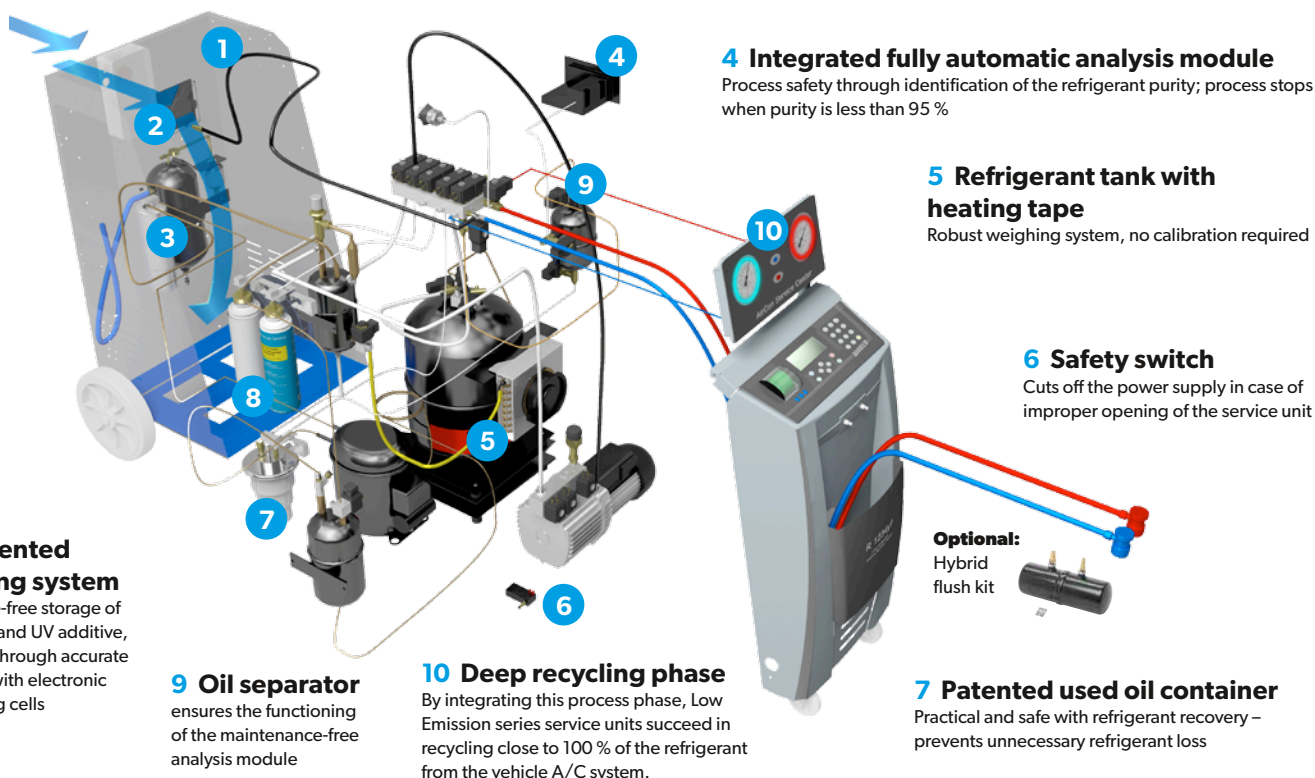 1
2
3
4
9
10
8
5
7
6
4 Integrated fully automatic analysis module
Process safety through identification of the refrigerant purity; process stops
when purity is less than 95 %
5 Refrigerant tank with
heating tape
Robust weighing system, no calibration required
6 Safety switch
Cuts off the power supply in case of
improper opening of the service unit
AirCon Service Center
WAECO
R 1234yf
Optional:
Hybrid
flush kit
7 Patented used oil container
Practical and safe with refrigerant recovery –
prevents unnecessary refrigerant loss
ented
ng system
-free storage of
and UV additive,
hrough accurate
with electronic
g cells
9 Oil separator
ensures the functioning
of the maintenance-free
analysis module
10 Deep recycling phase
By integrating this process phase, Low
Emission series service units succeed in
recycling close to 100 % of the refrigerant
from the vehicle A/C system.